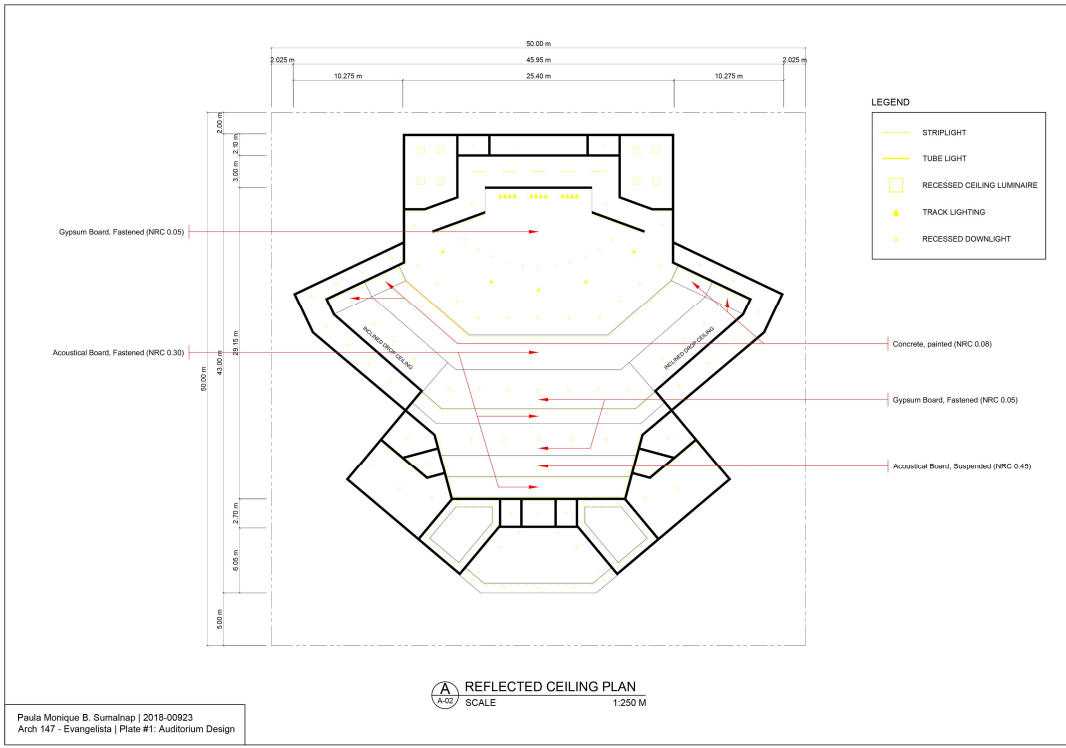 50.00 m
2.025 m
45.95 m
2.025 m
10.275 m
25.40 m
10.275 m
2.00 m
2.10 m
3.00 m
29.15 m
43.00 m
50.00 m
2.70 m
6.05 m
5.00 m
LEGEND
STRIPLIGHT
TUBE LIGHT
RECESSED CEILING LUMINAIRE
TRACK LIGHTING
RECESSED DOWNLIGHT
Gypsum Board, Fastened (NRC 0.05)
Acoustical Board, Fastened (NRC 0.30)
INCLINED DROP CEILING
INCLINED DROP CEILING
Concrete, painted (NRC 0.08)
Gypsum Board, Fastened (NRC 0.05)
Acoustical Board, Suspended (NRC 0.45)
A
A-02
REFLECTED CEILING PLAN
SCALE 1:250 M
Paula Monique B. Sumalnap | 2018-00923
Arch 147 - Evangelista | Plate #1: Auditorium Design